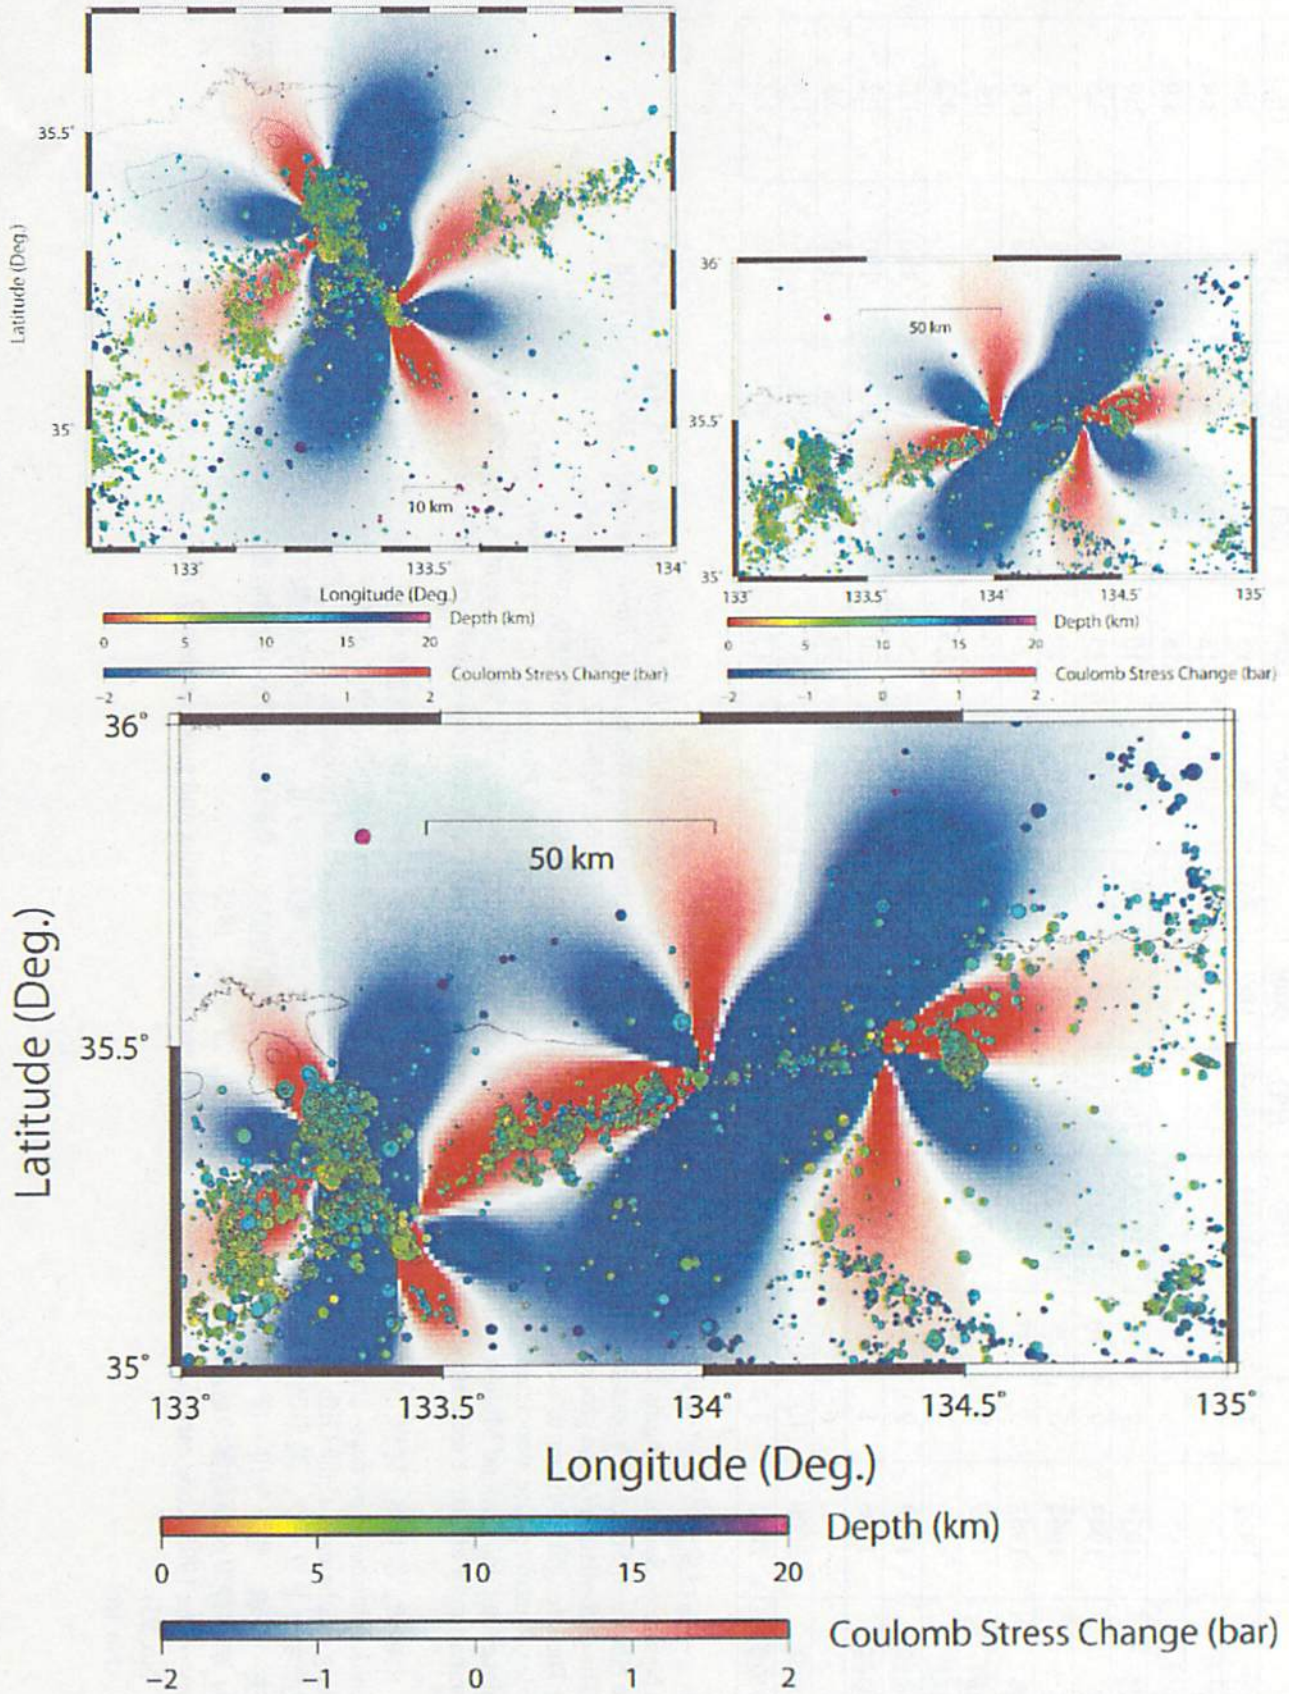 35.5°
Latitude (Deg.)
35°
10 km
133° 133.5° 134°
Longitude (Deg.)
Depth (km)
0 5 10 15 20
Coulomb Stress Change (bar)
−2 −1 0 1 2
36°
50 km
35.5°
35°
133° 133.5° 134° 134.5° 135°
Depth (km)
0 5 10 15 20
Coulomb Stress Change (bar)
−2 −1 0 1 2
36°
50 km
Latitude (Deg.)
35.5°
35°
133° 133.5° 134° 134.5° 135°
Longitude (Deg.)
Depth (km)
0 5 10 15 20
Coulomb Stress Change (bar)
−2 −1 0 1 2